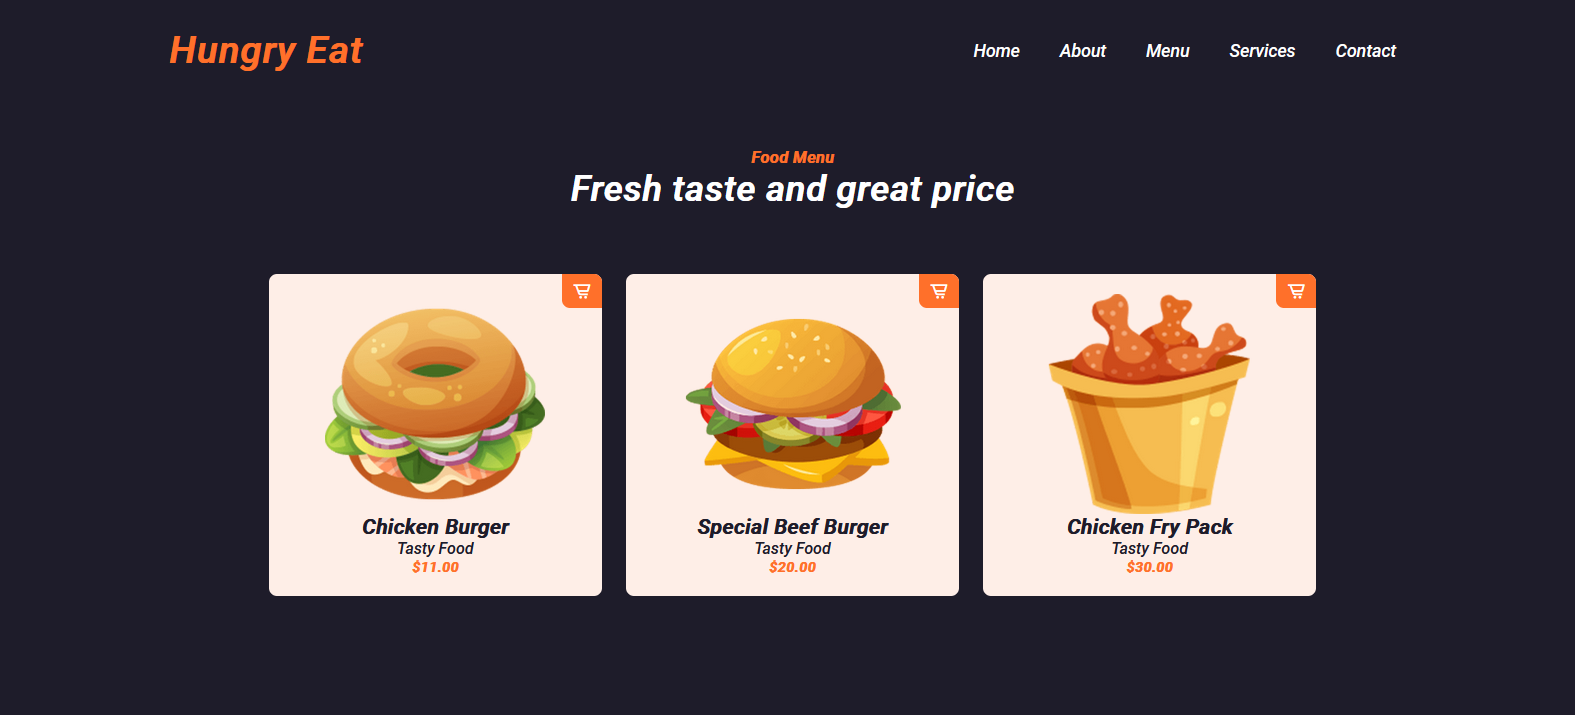 Hungry Eat
Home About Menu Services Contact
Food Menu
Fresh taste and great price
Chicken Burger
Tasty Food
$11.00
Special Beef Burger
Tasty Food
$20.00
Chicken Fry Pack
Tasty Food
$30.00